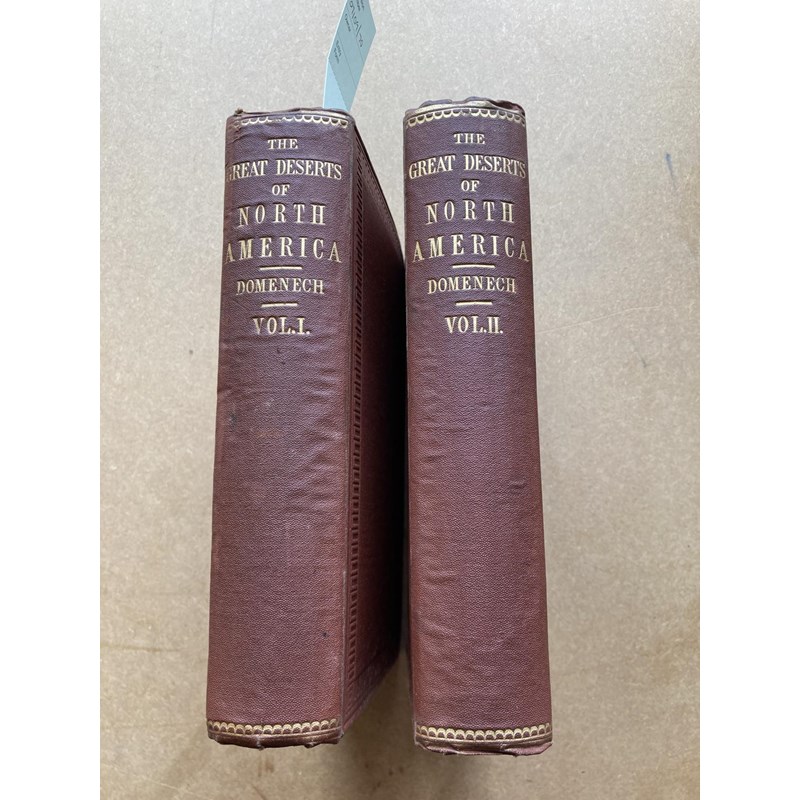 THE
GREAT DESERTS
OF
NORTH
AMERICA
DOMENECH
VOL.I.
THE
GREAT DESERTS
OF
NORTH
AMERICA
DOMENECH
VOL.II.